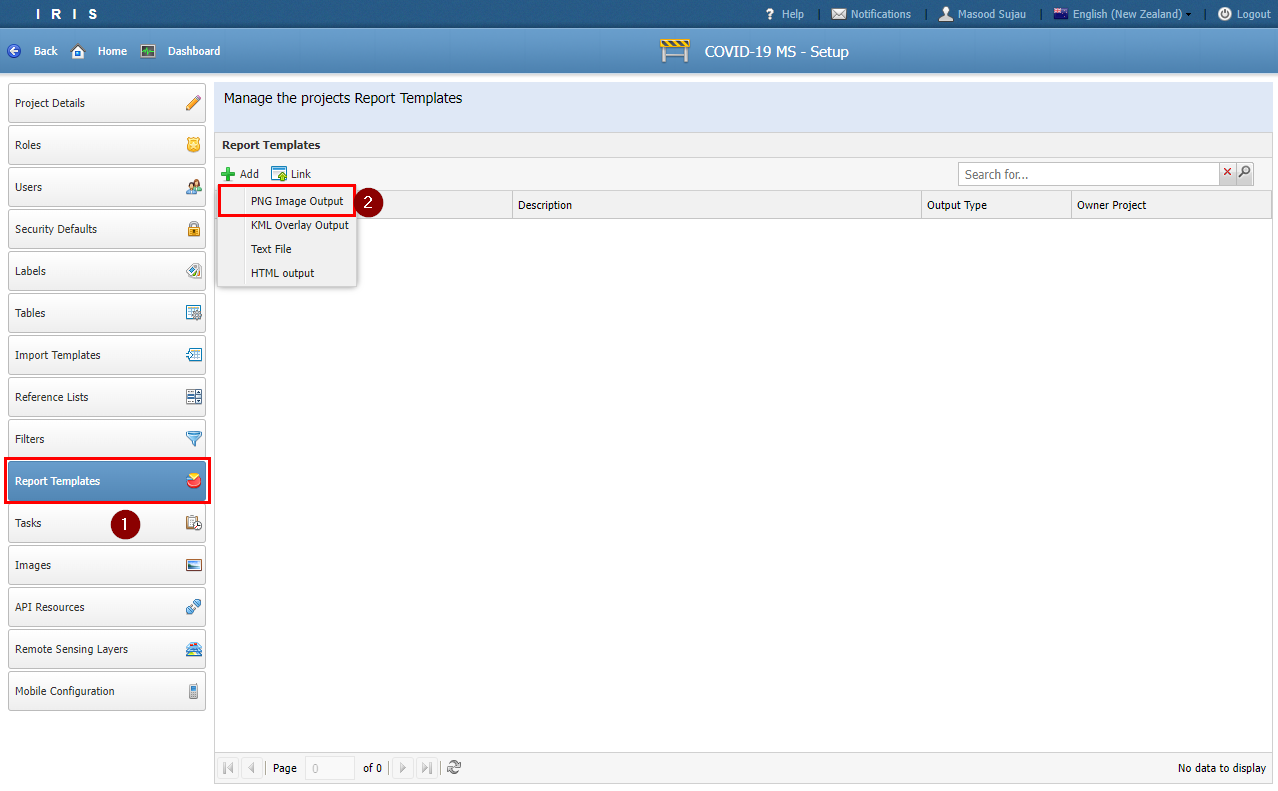 I R I S
? Help | Notifications | Masood Sujau | English (New Zealand) | Logout
Back Home Dashboard
COVID-19 MS - Setup
Project Details
Roles
Users
Security Defaults
Labels
Tables
Import Templates
Reference Lists
Filters
Report Templates
Tasks
1
Images
API Resources
Remote Sensing Layers
Mobile Configuration
Manage the projects Report Templates
Report Templates
Add Link
Search for...
Description Output Type Owner Project
PNG Image Output
2
KML Overlay Output
Text File
HTML output
Page 0 of 0
No data to display